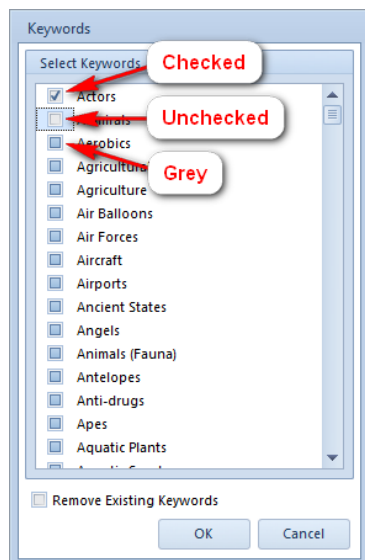 Keywords
Select Keywords
Checked
Actors
Unchecked
Aerobics
Grey
Agriculture
Air Balloons
Air Forces
Aircraft
Airports
Ancient States
Angels
Animals (Fauna)
Antelopes
Anti-drugs
Apes
Aquatic Plants
Remove Existing Keywords
OK
Cancel